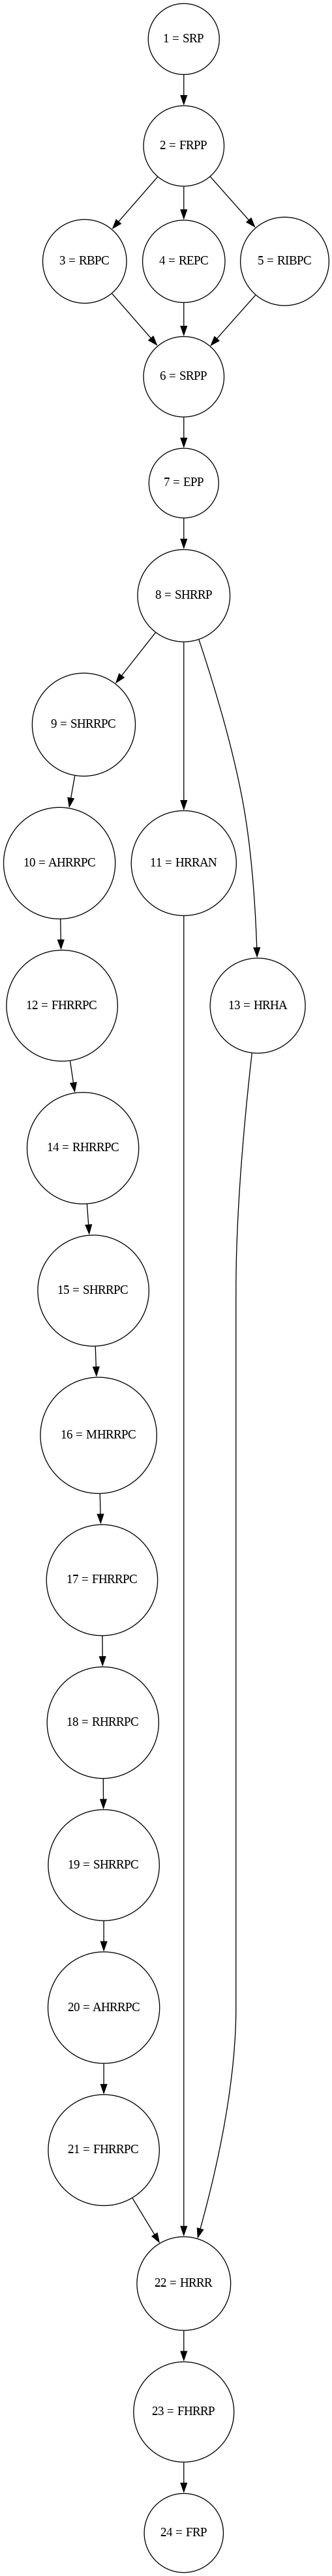 1 = SRP
2 = FRPP
3 = RBPC
4 = REPC
5 = RIBPC
6 = SRPP
7 = EPP
8 = SHRRP
9 = SHRRPC
10 = AHRRPC
11 = HRRAN
12 = FHRRPC
13 = HRHA
14 = RHRRPC
15 = SHRRPC
16 = MHRRPC
17 = FHRRPC
18 = RHRRPC
19 = SHRRPC
20 = AHRRPC
21 = FHRRPC
22 = HRRR
23 = FHRRP
24 = FRP